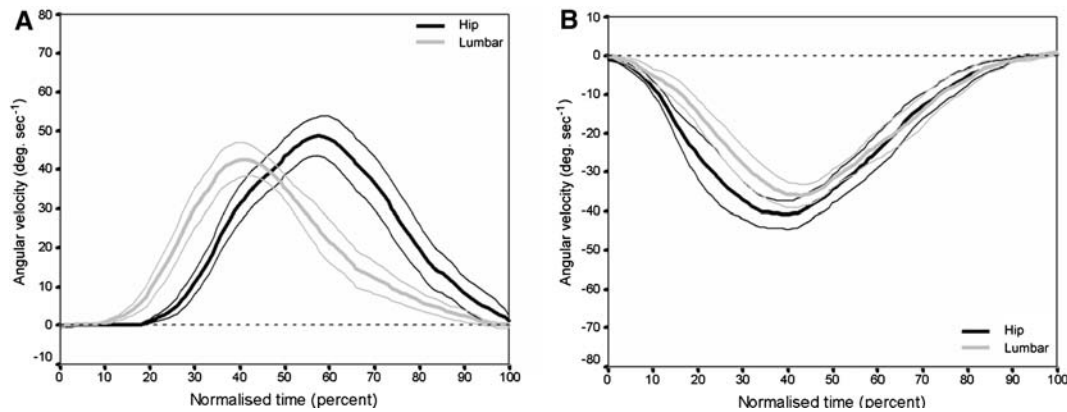 A
Hip
Lumbar
Angular velocity (deg. sec-1)
80
70
60
50
40
30
20
10
0
-10
0 10 20 30 40 50 60 70 80 90 100
Normalised time (percent)
B
Angular velocity (deg. sec-1)
10
0
-10
-20
-30
-40
-50
-60
-70
-80
Hip
Lumbar
0 10 20 30 40 50 60 70 80 90 100
Normalised time (percent)